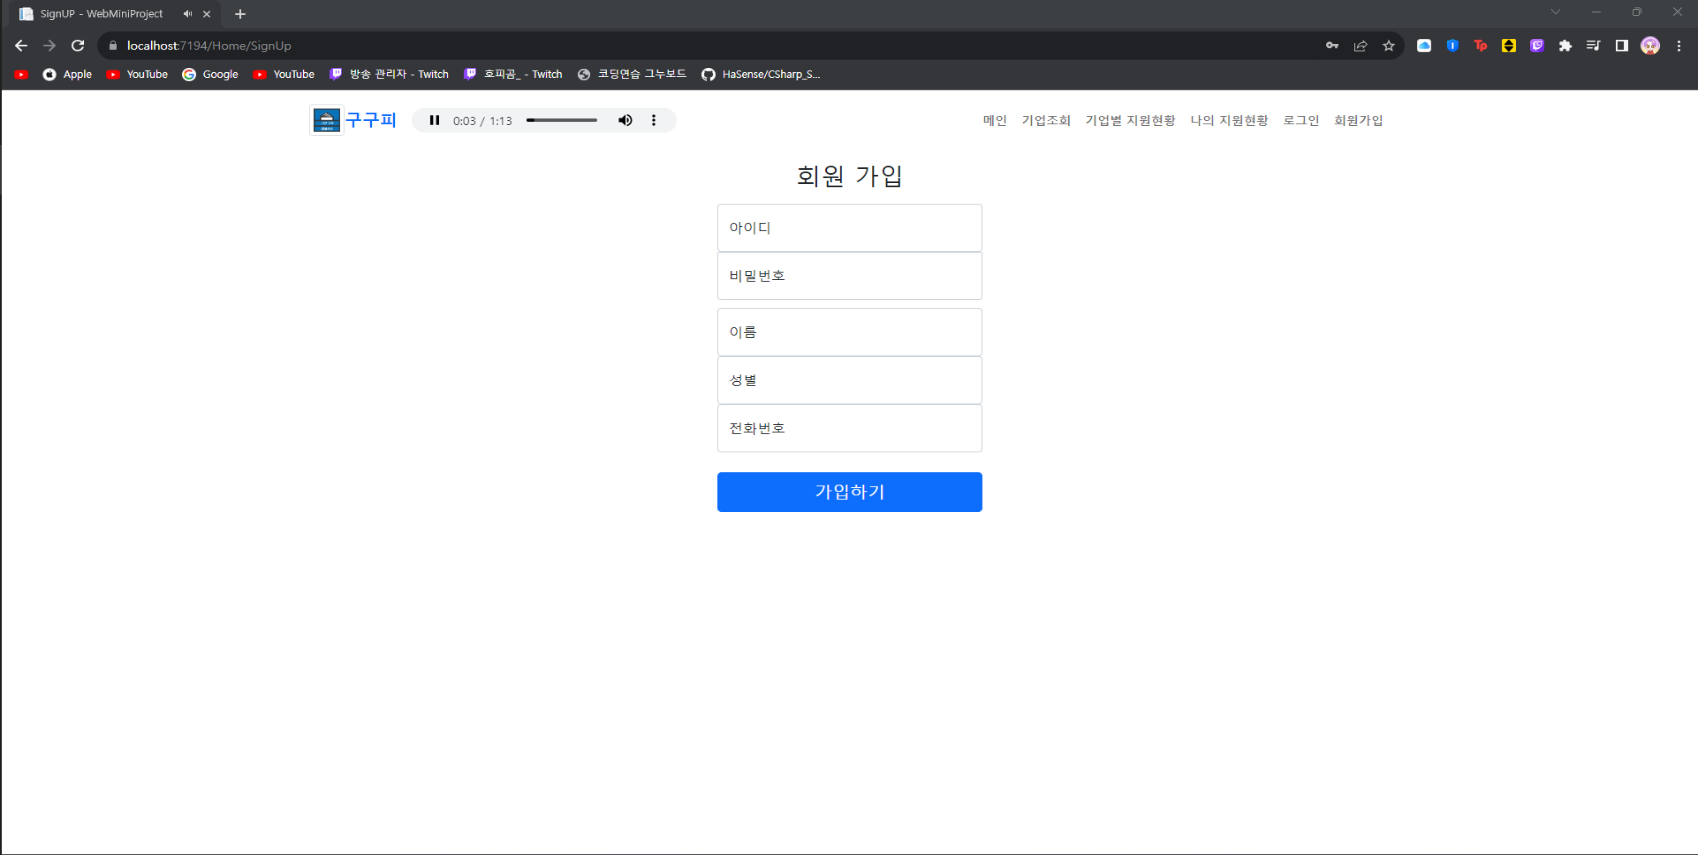 SignUP - WebMiniProject
localhost:7194/Home/SignUp
Apple YouTube Google YouTube 방송 관리자 - Twitch 호피곰_ - Twitch 코딩연습 그누보드 HaSense/CSharp_S...
구구피 0:03 / 1:13 메인 기업조회 기업별 지원현황 나의 지원현황 로그인 회원가입
회원 가입
아이디
비밀번호
이름
성별
전화번호
가입하기